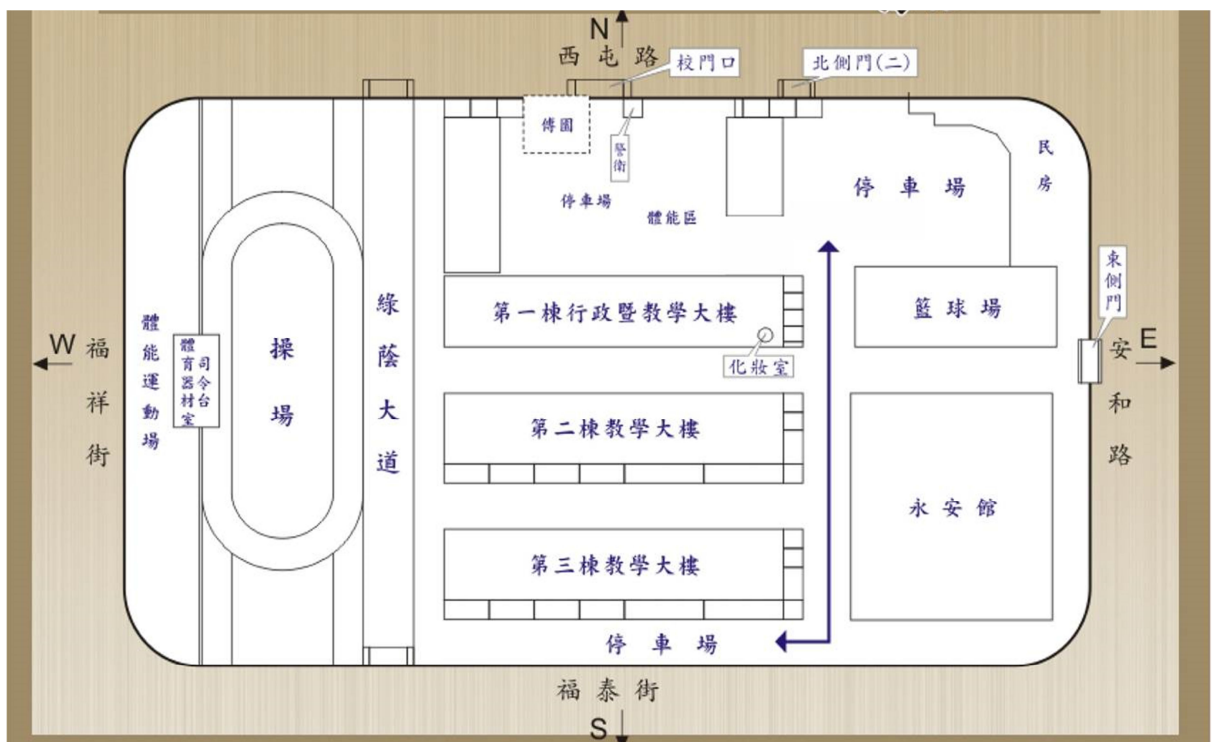 N
西屯路
校門口
北側門(二)
傅園
警衛
民房
停車場
停車場
體能區
東側門
第一棟行政暨教學大樓
籃球場
綠蔭大道
體能運動場
操場
司令台
體育器材室
化妝室
W
福祥街
E
安和路
第二棟教學大樓
永安館
第三棟教學大樓
停車場
福泰街
S